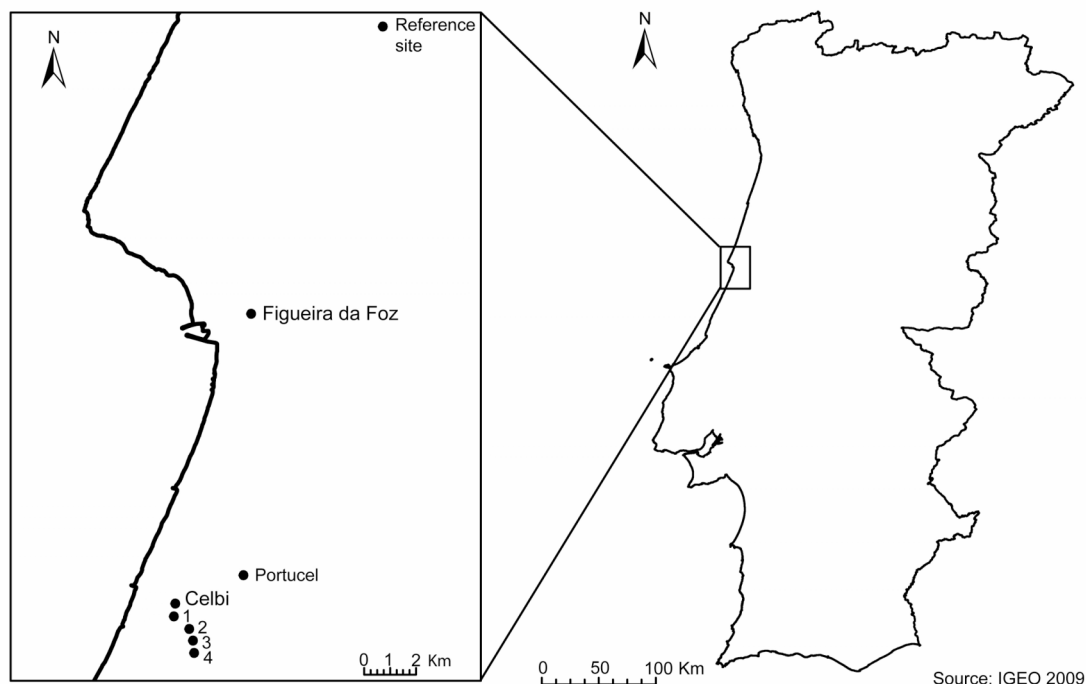 Reference
site
N
N
Figueira da Foz
Portucel
Celbi
1
2
3
4
0 1 2 Km
0 50 100 Km
Source: IGEO 2009